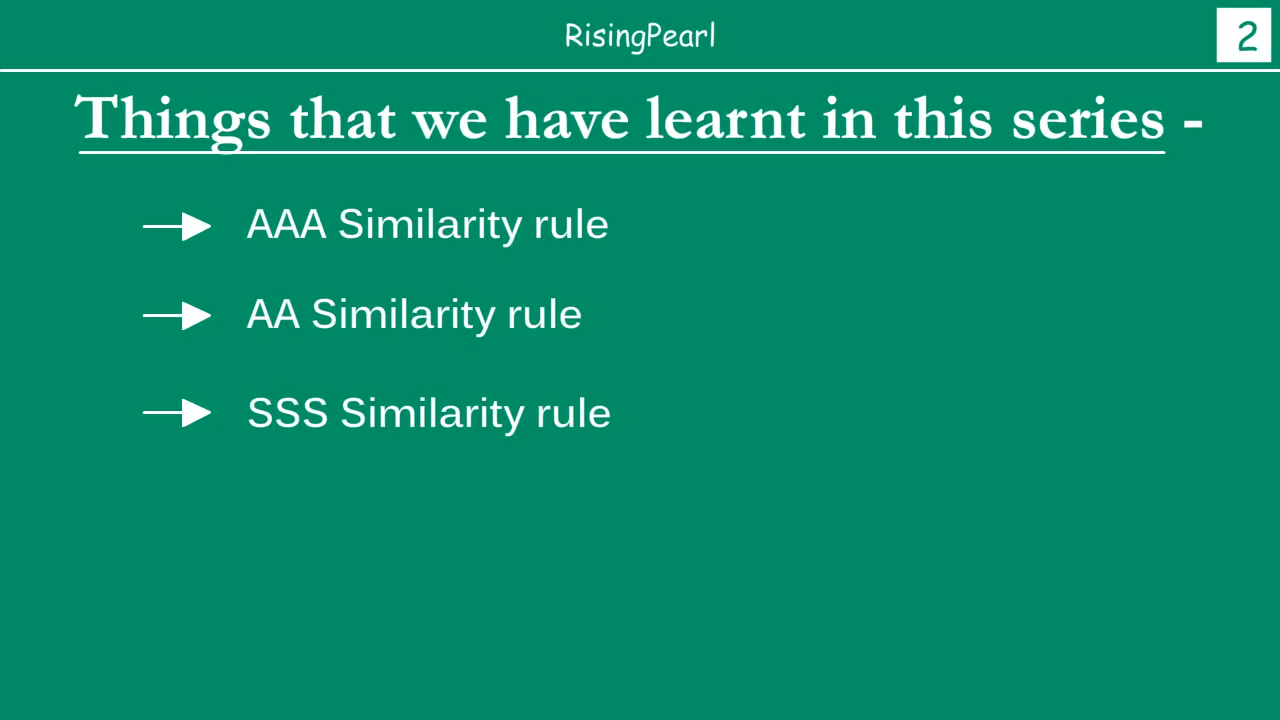 RisingPearl
2
Things that we have learnt in this series -
AAA Similarity rule
AA Similarity rule
SSS Similarity rule